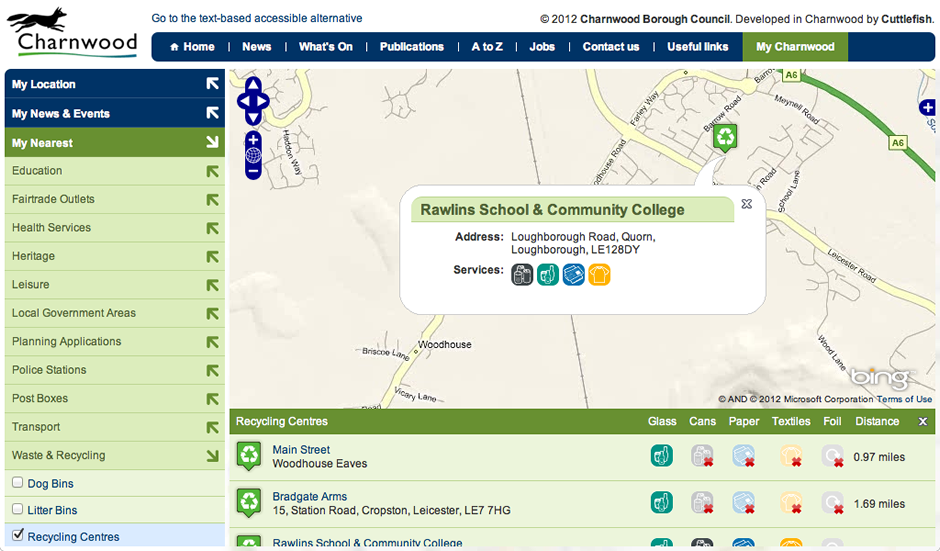 Go to the text-based accessible alternative
© 2012 Charnwood Borough Council. Developed in Charnwood by Cuttlefish.
Charnwood
Home | News | What's On | Publications | A to Z | Jobs | Contact us | Useful links
My Charnwood
My Location
My News & Events
My Nearest
Education
Fairtrade Outlets
Health Services
Heritage
Leisure
Local Government Areas
Planning Applications
Police Stations
Post Boxes
Transport
Waste & Recycling
Dog Bins
Litter Bins
Recycling Centres
A6
Barrow Road
Meynell Road
Farley Way
A6
Haddon Way
Woodhouse Road
School Lane
Rawlins School & Community College
Address: Loughborough Road, Quorn,
Loughborough, LE128DY
Services:
Leicester Road
Wood Lane
Woodhouse
Briscoe Lane
Vicary Lane
Road
bing
© AND © 2012 Microsoft Corporation Terms of Use
Recycling Centres Glass Cans Paper Textiles Foil Distance X
Main Street
Woodhouse Eaves
0.97 miles
Bradgate Arms
15, Station Road, Cropston, Leicester, LE7 7HG
1.69 miles
Rawlins School & Community College